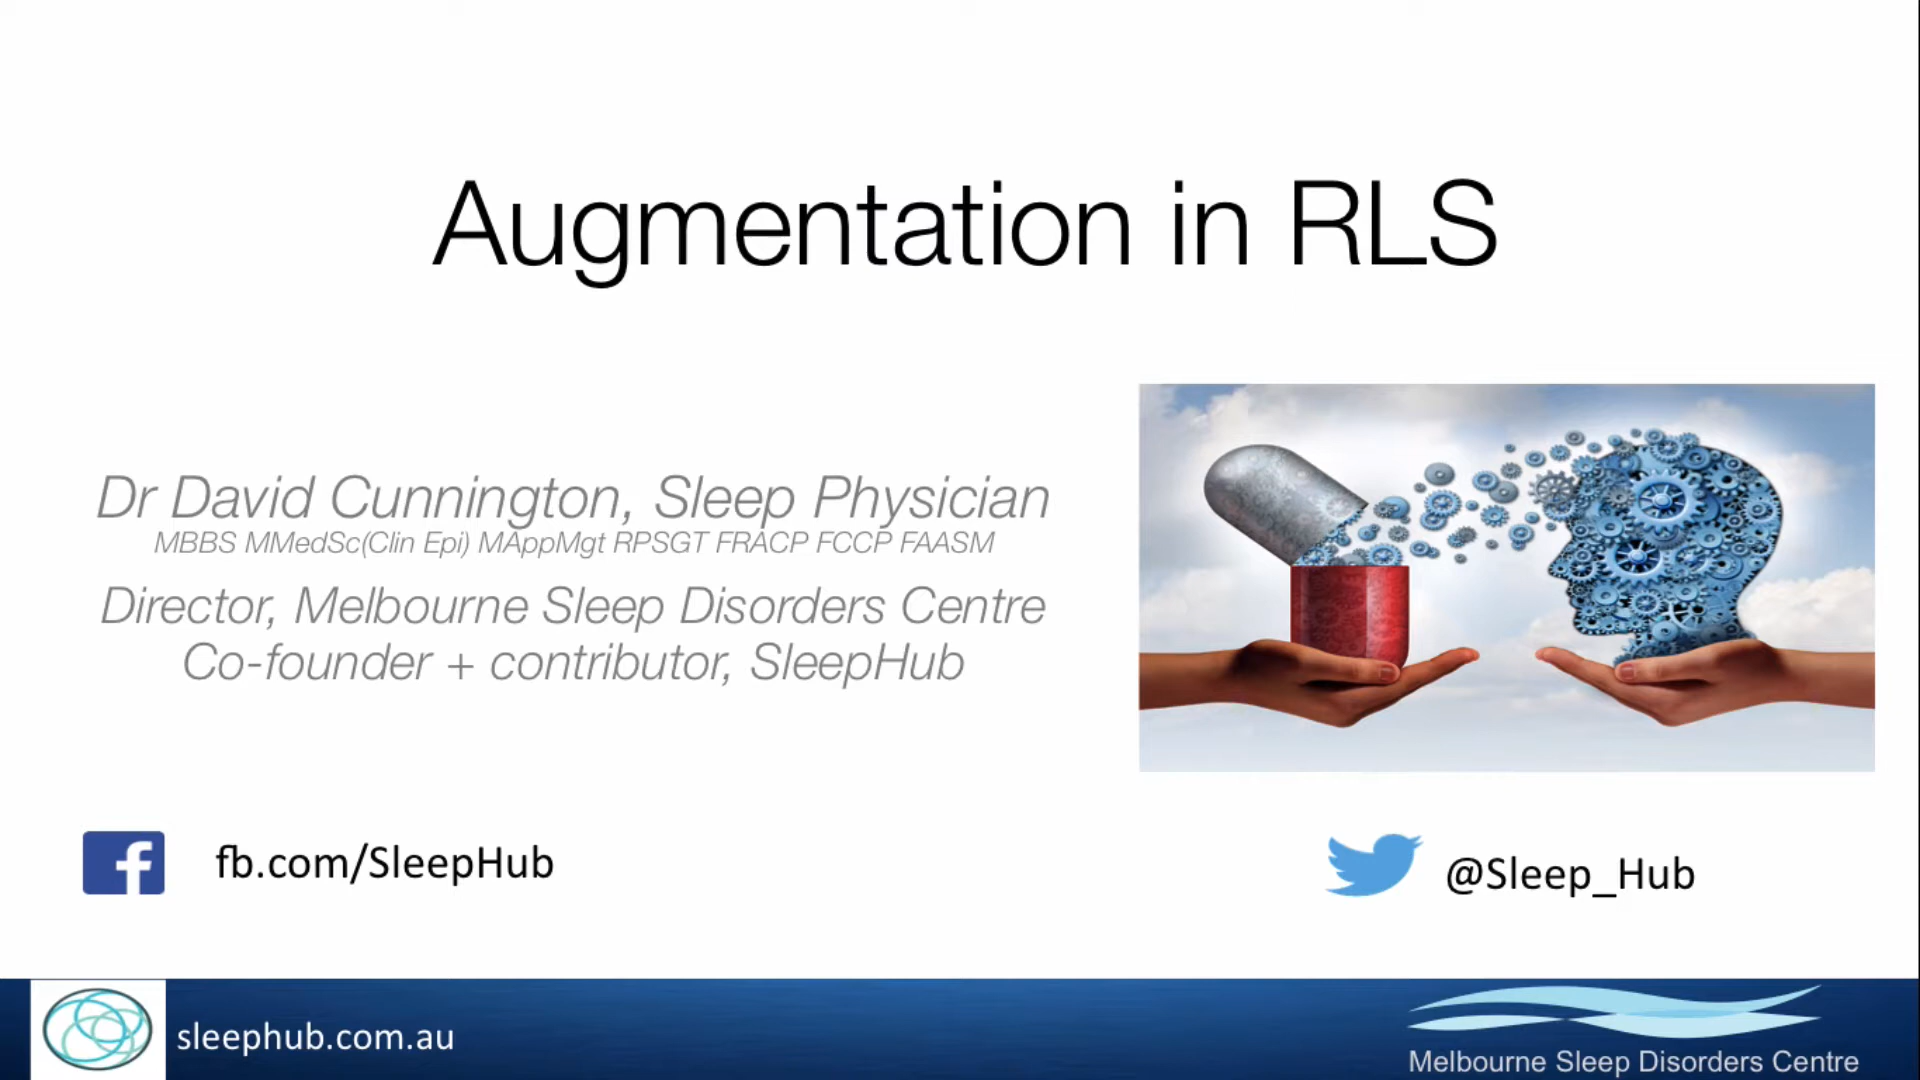 Augmentation in RLS
Dr David Cunnington, Sleep Physician
MBBS MMedSc(Clin Epi) MAppMgt RPSGT FRACP FCCP FAASM
Director, Melbourne Sleep Disorders Centre
Co-founder + contributor, SleepHub
fb.com/SleepHub
@Sleep_Hub
sleephub.com.au
Melbourne Sleep Disorders Centre